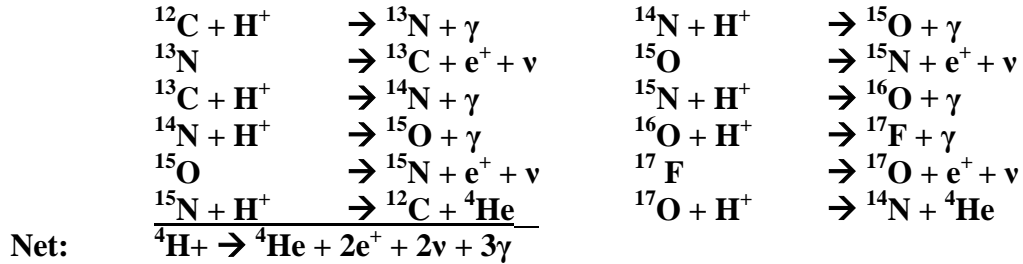 ¹²C + H⁺ → ¹³N + γ ¹⁴N + H⁺ → ¹⁵O + γ
¹³N → ¹³C + e⁺ + ν ¹⁵O → ¹⁵N + e⁺ + ν
¹³C + H⁺ → ¹⁴N + γ ¹⁵N + H⁺ → ¹⁶O + γ
¹⁴N + H⁺ → ¹⁵O + γ ¹⁶O + H⁺ → ¹⁷F + γ
¹⁵O → ¹⁵N + e⁺ + ν ¹⁷ F → ¹⁷O + e⁺ + ν
¹⁵N + H⁺ → ¹²C + ⁴He ¹⁷O + H⁺ → ¹⁴N + ⁴He
Net: ⁴H+ → ⁴He + 2e⁺ + 2ν + 3γ